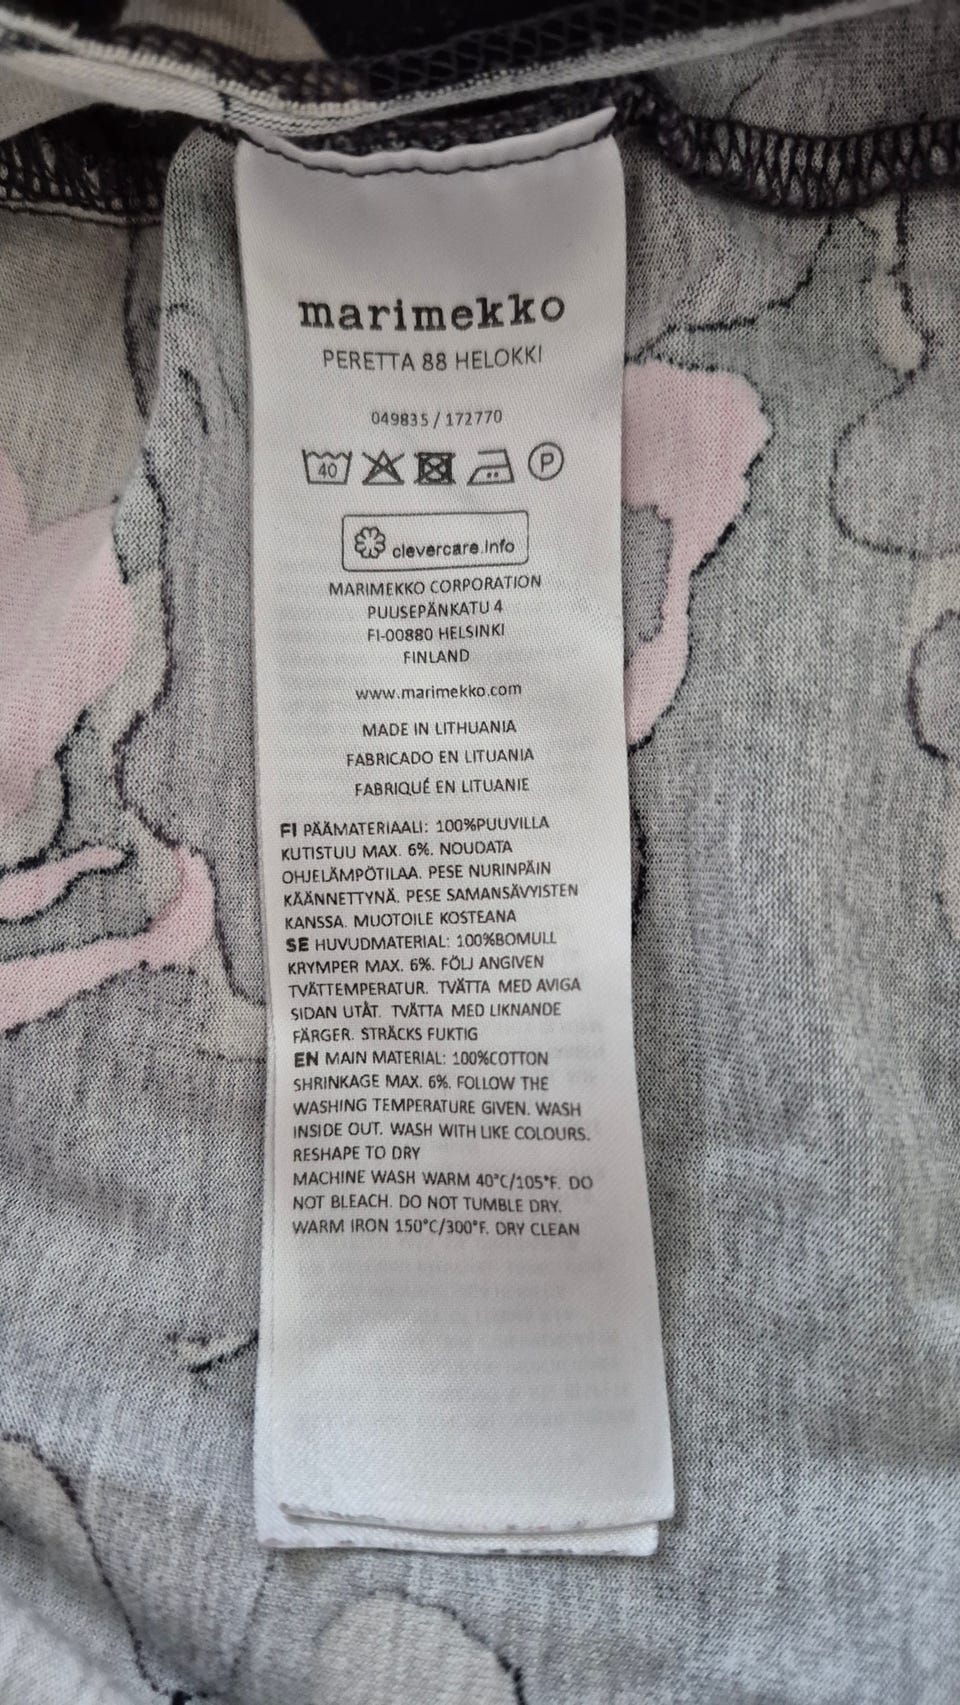 marimekko
PERETTA 88 HELOKKI
049835 / 172770
40 P
clevercare.info
MARIMEKKO CORPORATION
PUUSEPÄNKATU 4
FI-00880 HELSINKI
FINLAND
www.marimekko.com
MADE IN LITHUANIA
FABRICADO EN LITUANIA
FABRIQUÉ EN LITUANIE
FI PÄÄMATERIAALI: 100%PUUVILLA
KUTISTUU MAX. 6%. NOUDATA
OHJELÄMPÖTILAA. PESE NURINPÄIN
KÄÄNNETTYNÄ. PESE SAMANSÄVYISTEN
KANSSA. MUOTOILE KOSTEANA
SE HUVUDMATERIAL: 100%BOMULL
KRYMPER MAX. 6%. FÖLJ ANGIVEN
TVÄTTEMPERATUR. TVÄTTA MED AVIGA
SIDAN UTÅT. TVÄTTA MED LIKNANDE
FÄRGER. STRÄCKS FUKTIG
EN MAIN MATERIAL: 100%COTTON
SHRINKAGE MAX. 6%. FOLLOW THE
WASHING TEMPERATURE GIVEN. WASH
INSIDE OUT. WASH WITH LIKE COLOURS.
RESHAPE TO DRY
MACHINE WASH WARM 40°C/105°F. DO
NOT BLEACH. DO NOT TUMBLE DRY.
WARM IRON 150°C/300°F. DRY CLEAN